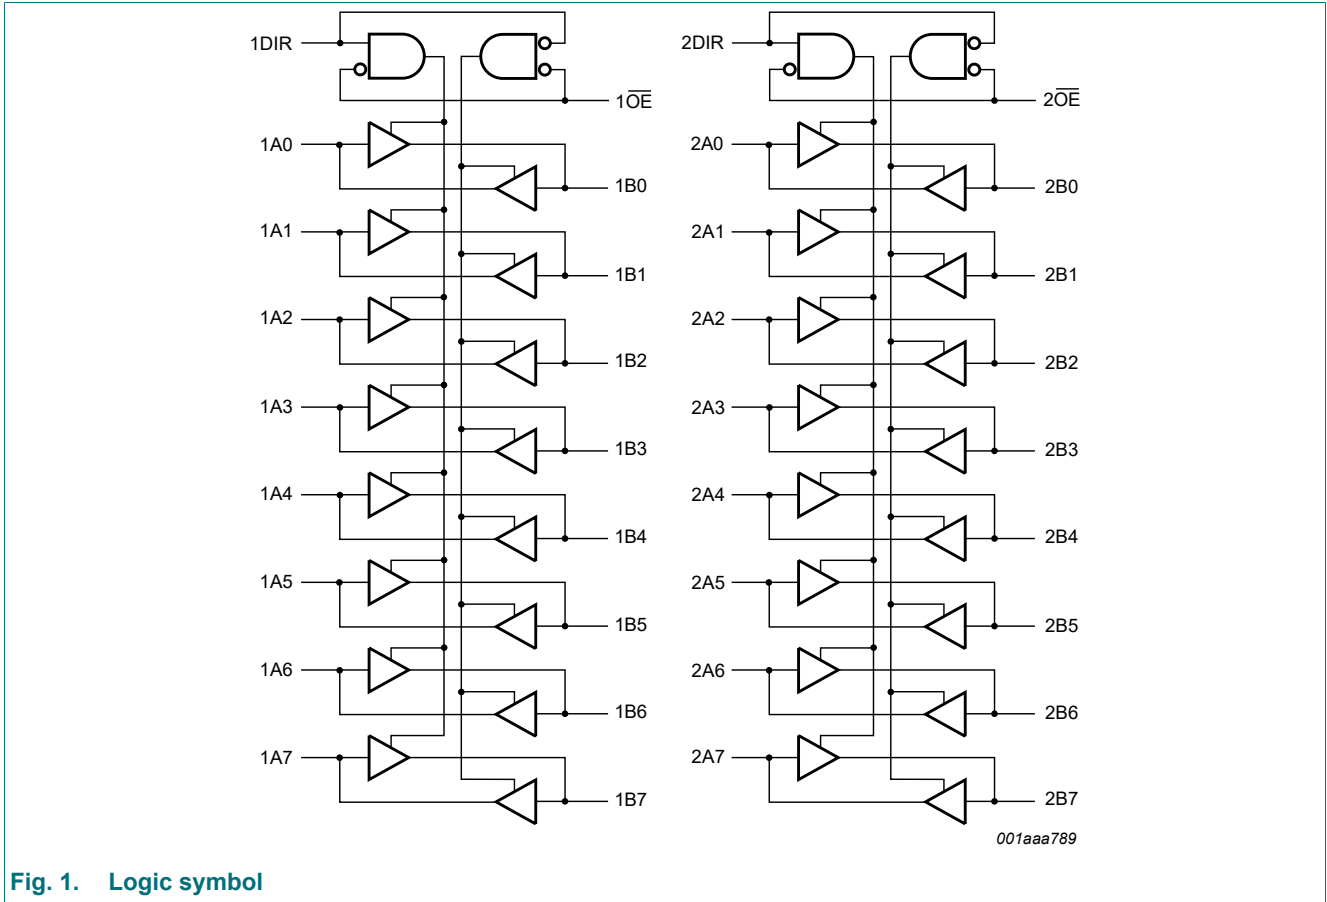 1DIR 2DIR
1O̅E̅ 2O̅E̅
1A0 2A0
1B0 2B0
1A1 2A1
1B1 2B1
1A2 2A2
1B2 2B2
1A3 2A3
1B3 2B3
1A4 2A4
1B4 2B4
1A5 2A5
1B5 2B5
1A6 2A6
1B6 2B6
1A7 2A7
1B7 2B7
001aaa789
Fig. 1. Logic symbol